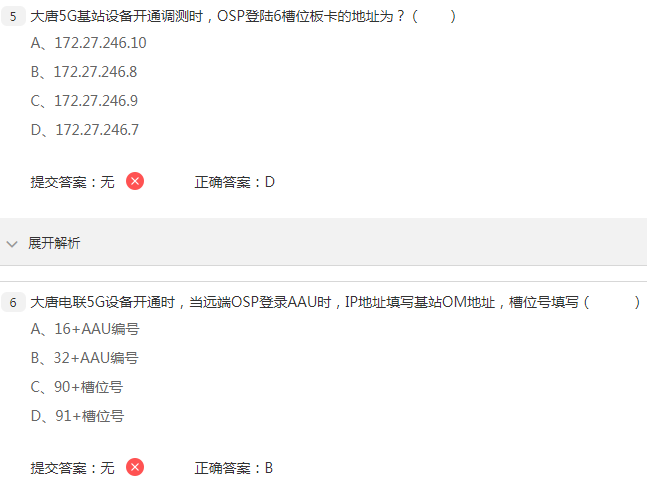 5 大唐5G基站设备开通调测时，OSP登陆6槽位板卡的地址为？（ ）
A、172.27.246.10
B、172.27.246.8
C、172.27.246.9
D、172.27.246.7
提交答案：无 正确答案：D
展开解析
6 大唐电联5G设备开通时，当远端OSP登录AAU时，IP地址填写基站OM地址，槽位号填写（ ）
A、16+AAU编号
B、32+AAU编号
C、90+槽位号
D、91+槽位号
提交答案：无 正确答案：B